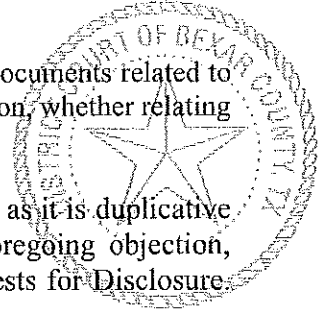 ocuments related to
on, whether relating
as it is duplicative
regoing objection,
ests for Disclosure.
DISTRICT COURT OF BEXAR COUNTY TX